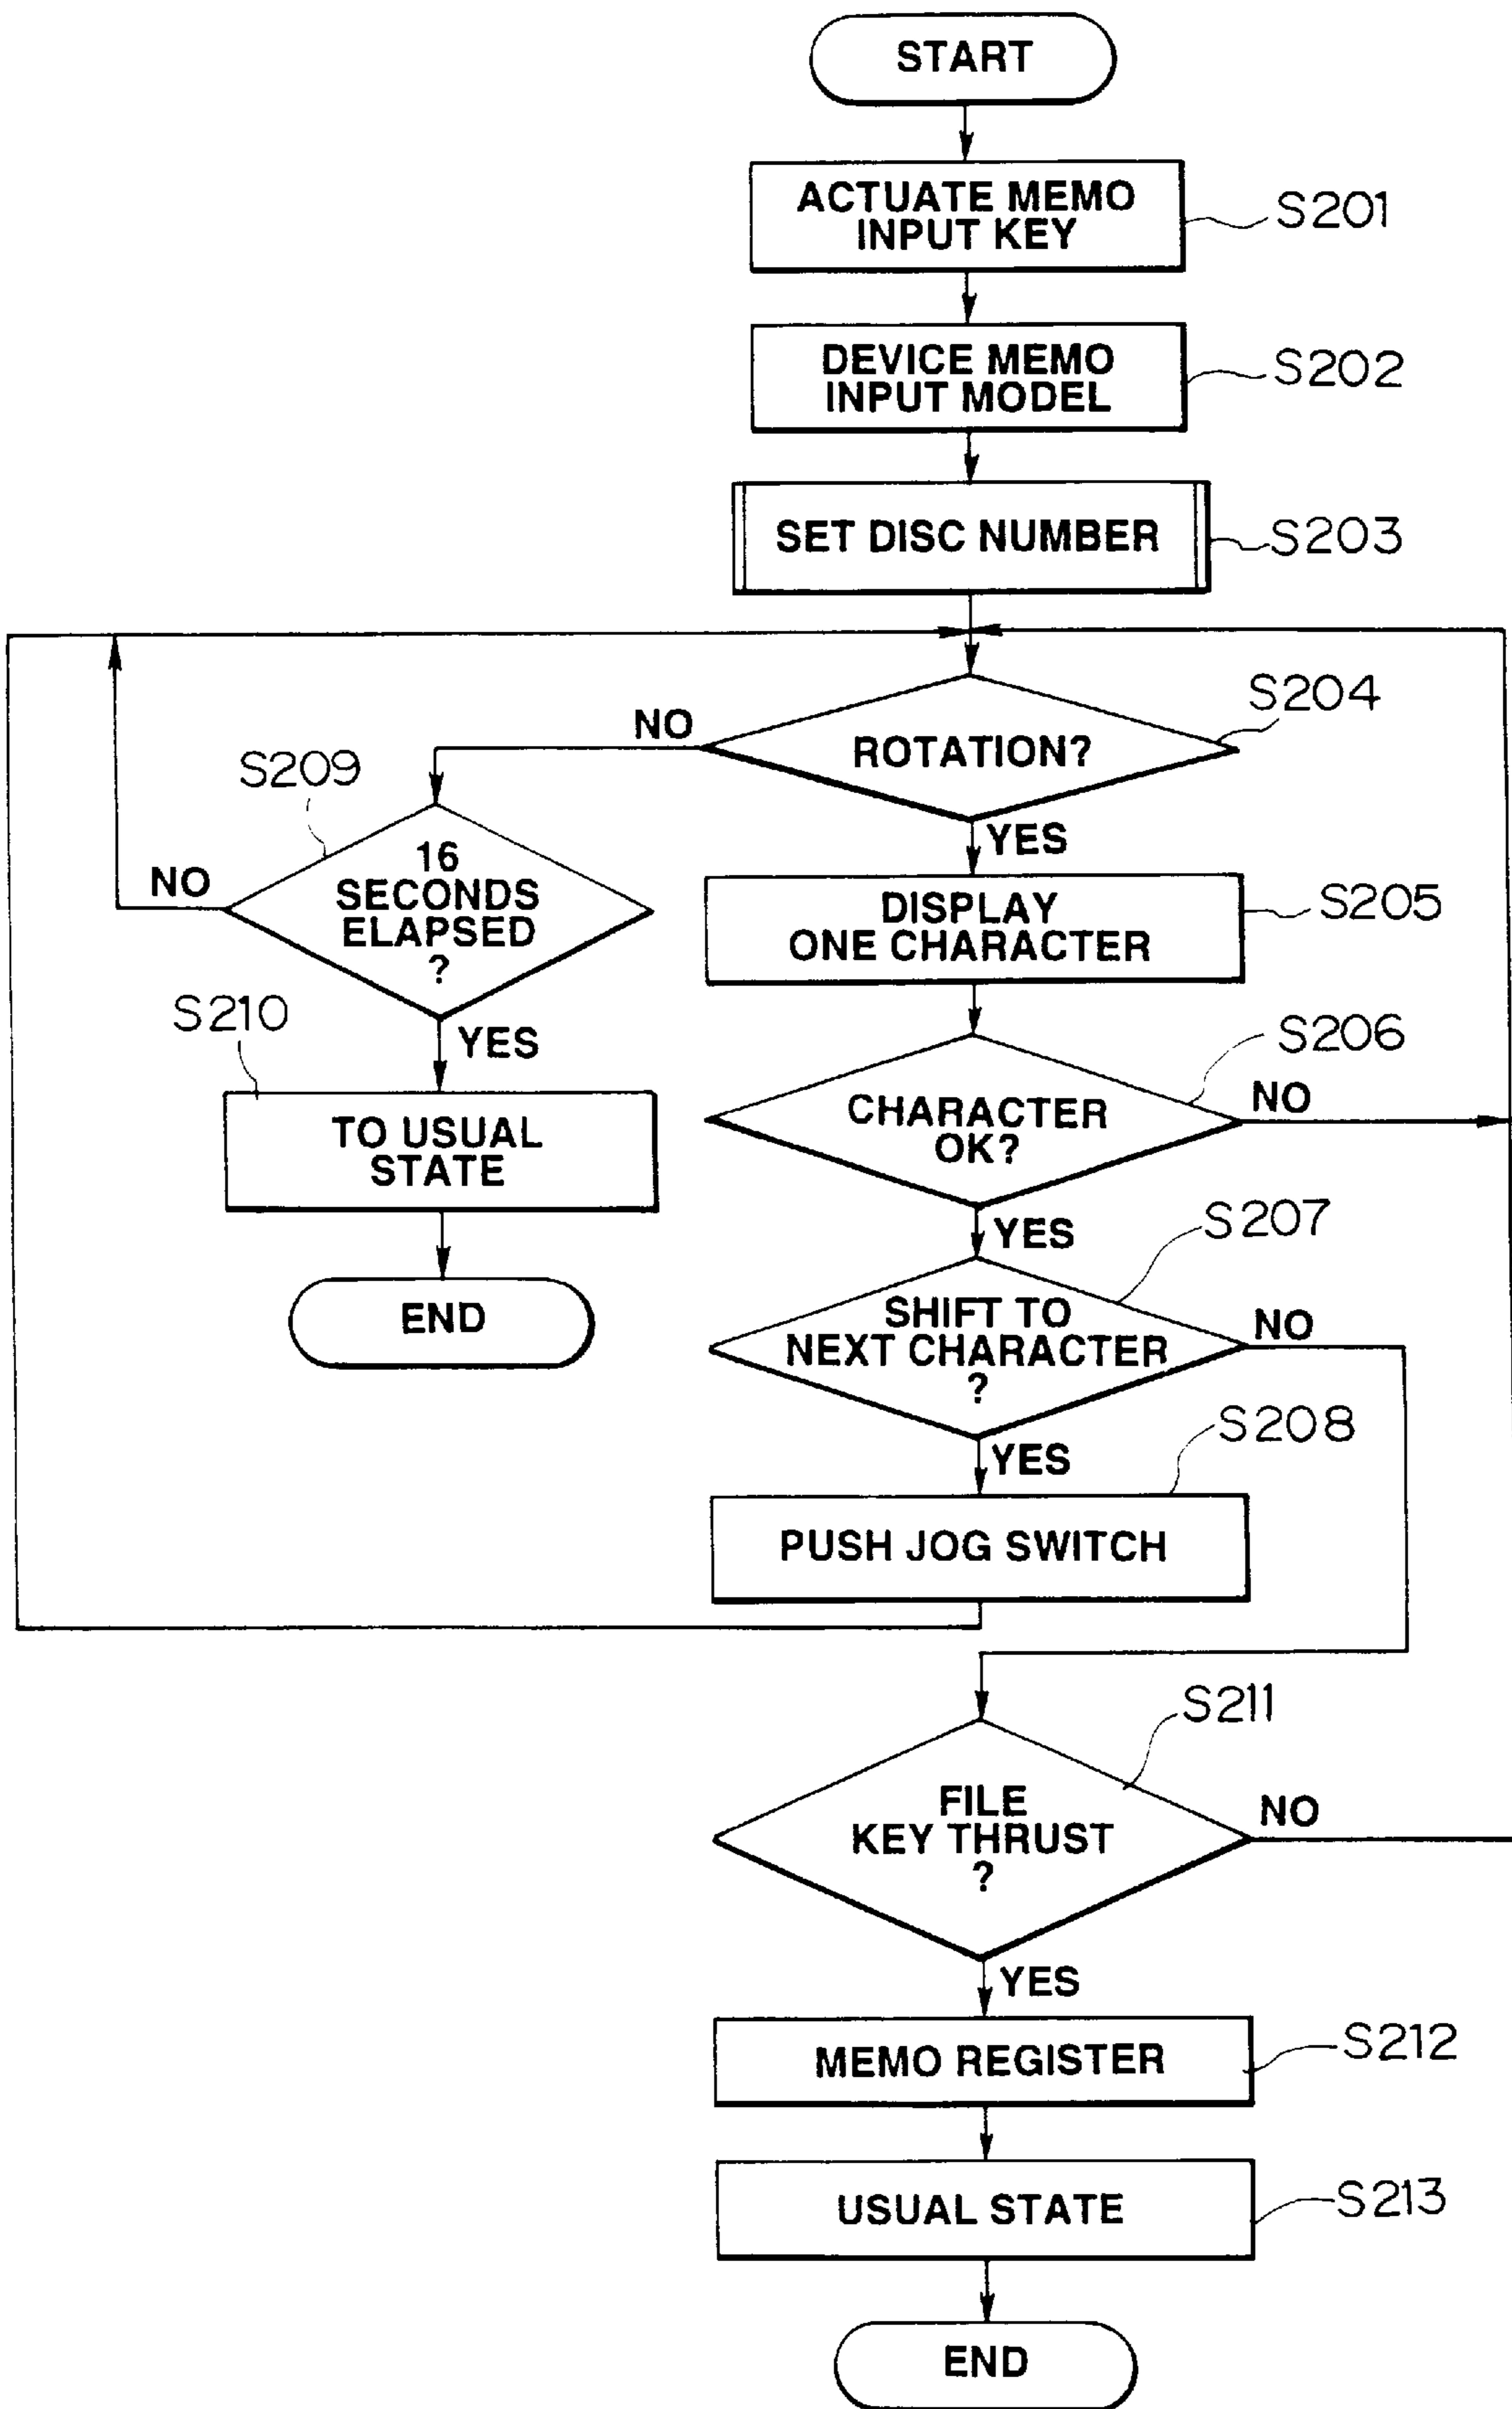 START
ACTUATE MEMO
INPUT KEY
S201
DEVICE MEMO
INPUT MODEL
S202
SET DISC NUMBER
S203
S204
NO
ROTATION?
S209
YES
16
SECONDS
ELAPSED
?
NO
DISPLAY
ONE CHARACTER
S205
S210
YES
S206
TO USUAL
STATE
CHARACTER
OK?
NO
YES
S207
END
SHIFT TO
NEXT CHARACTER
?
NO
S208
YES
PUSH JOG SWITCH
S211
FILE
KEY THRUST
?
NO
YES
MEMO REGISTER
S212
USUAL STATE
S213
END